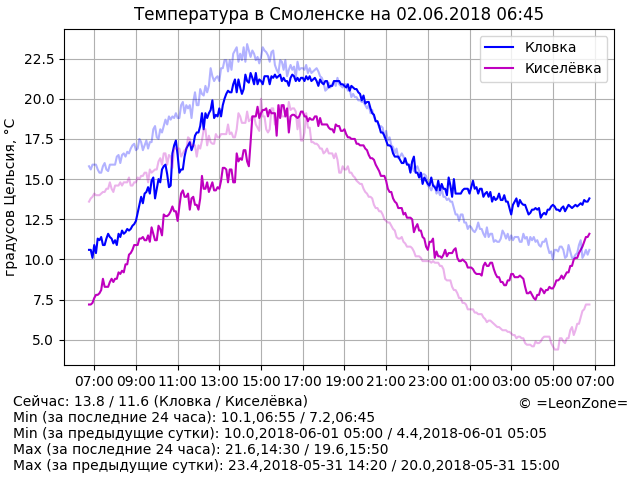 Температура в Смоленске на 02.06.2018 06:45
Кловка
Киселёвка
градусов Цельсия, °C
22.5
20.0
17.5
15.0
12.5
10.0
7.5
5.0
07:00 09:00 11:00 13:00 15:00 17:00 19:00 21:00 23:00 01:00 03:00 05:00 07:00
Сейчас: 13.8 / 11.6 (Кловка / Киселёвка)
© =LeonZone=
Min (за последние 24 часа): 10.1,06:55 / 7.2,06:45
Min (за предыдущие сутки): 10.0,2018-06-01 05:00 / 4.4,2018-06-01 05:05
Max (за последние 24 часа): 21.6,14:30 / 19.6,15:50
Max (за предыдущие сутки): 23.4,2018-05-31 14:20 / 20.0,2018-05-31 15:00